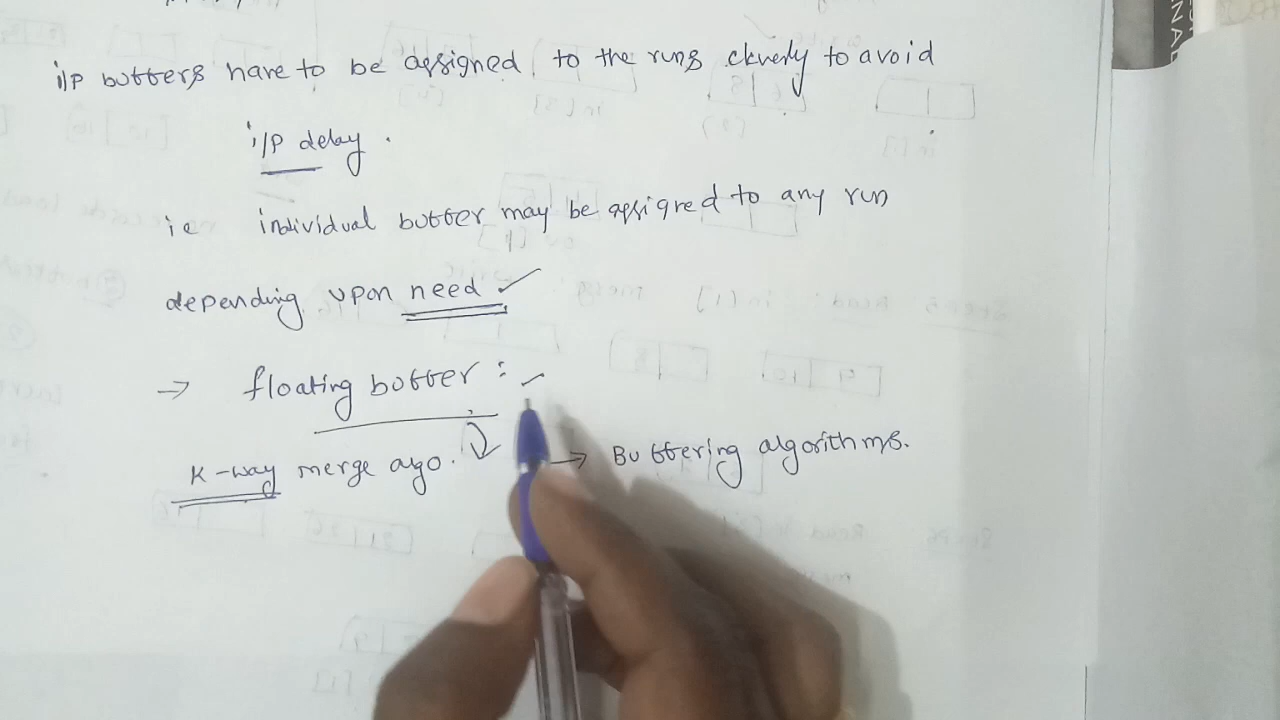 i/p buffers have to be assigned to the runs cleverly to avoid
i/p delay.
ie individual buffer may be assigned to any run
depending upon need ✓
→ floating buffer : ✓
K-way merge algo. → Buffering algorithms.